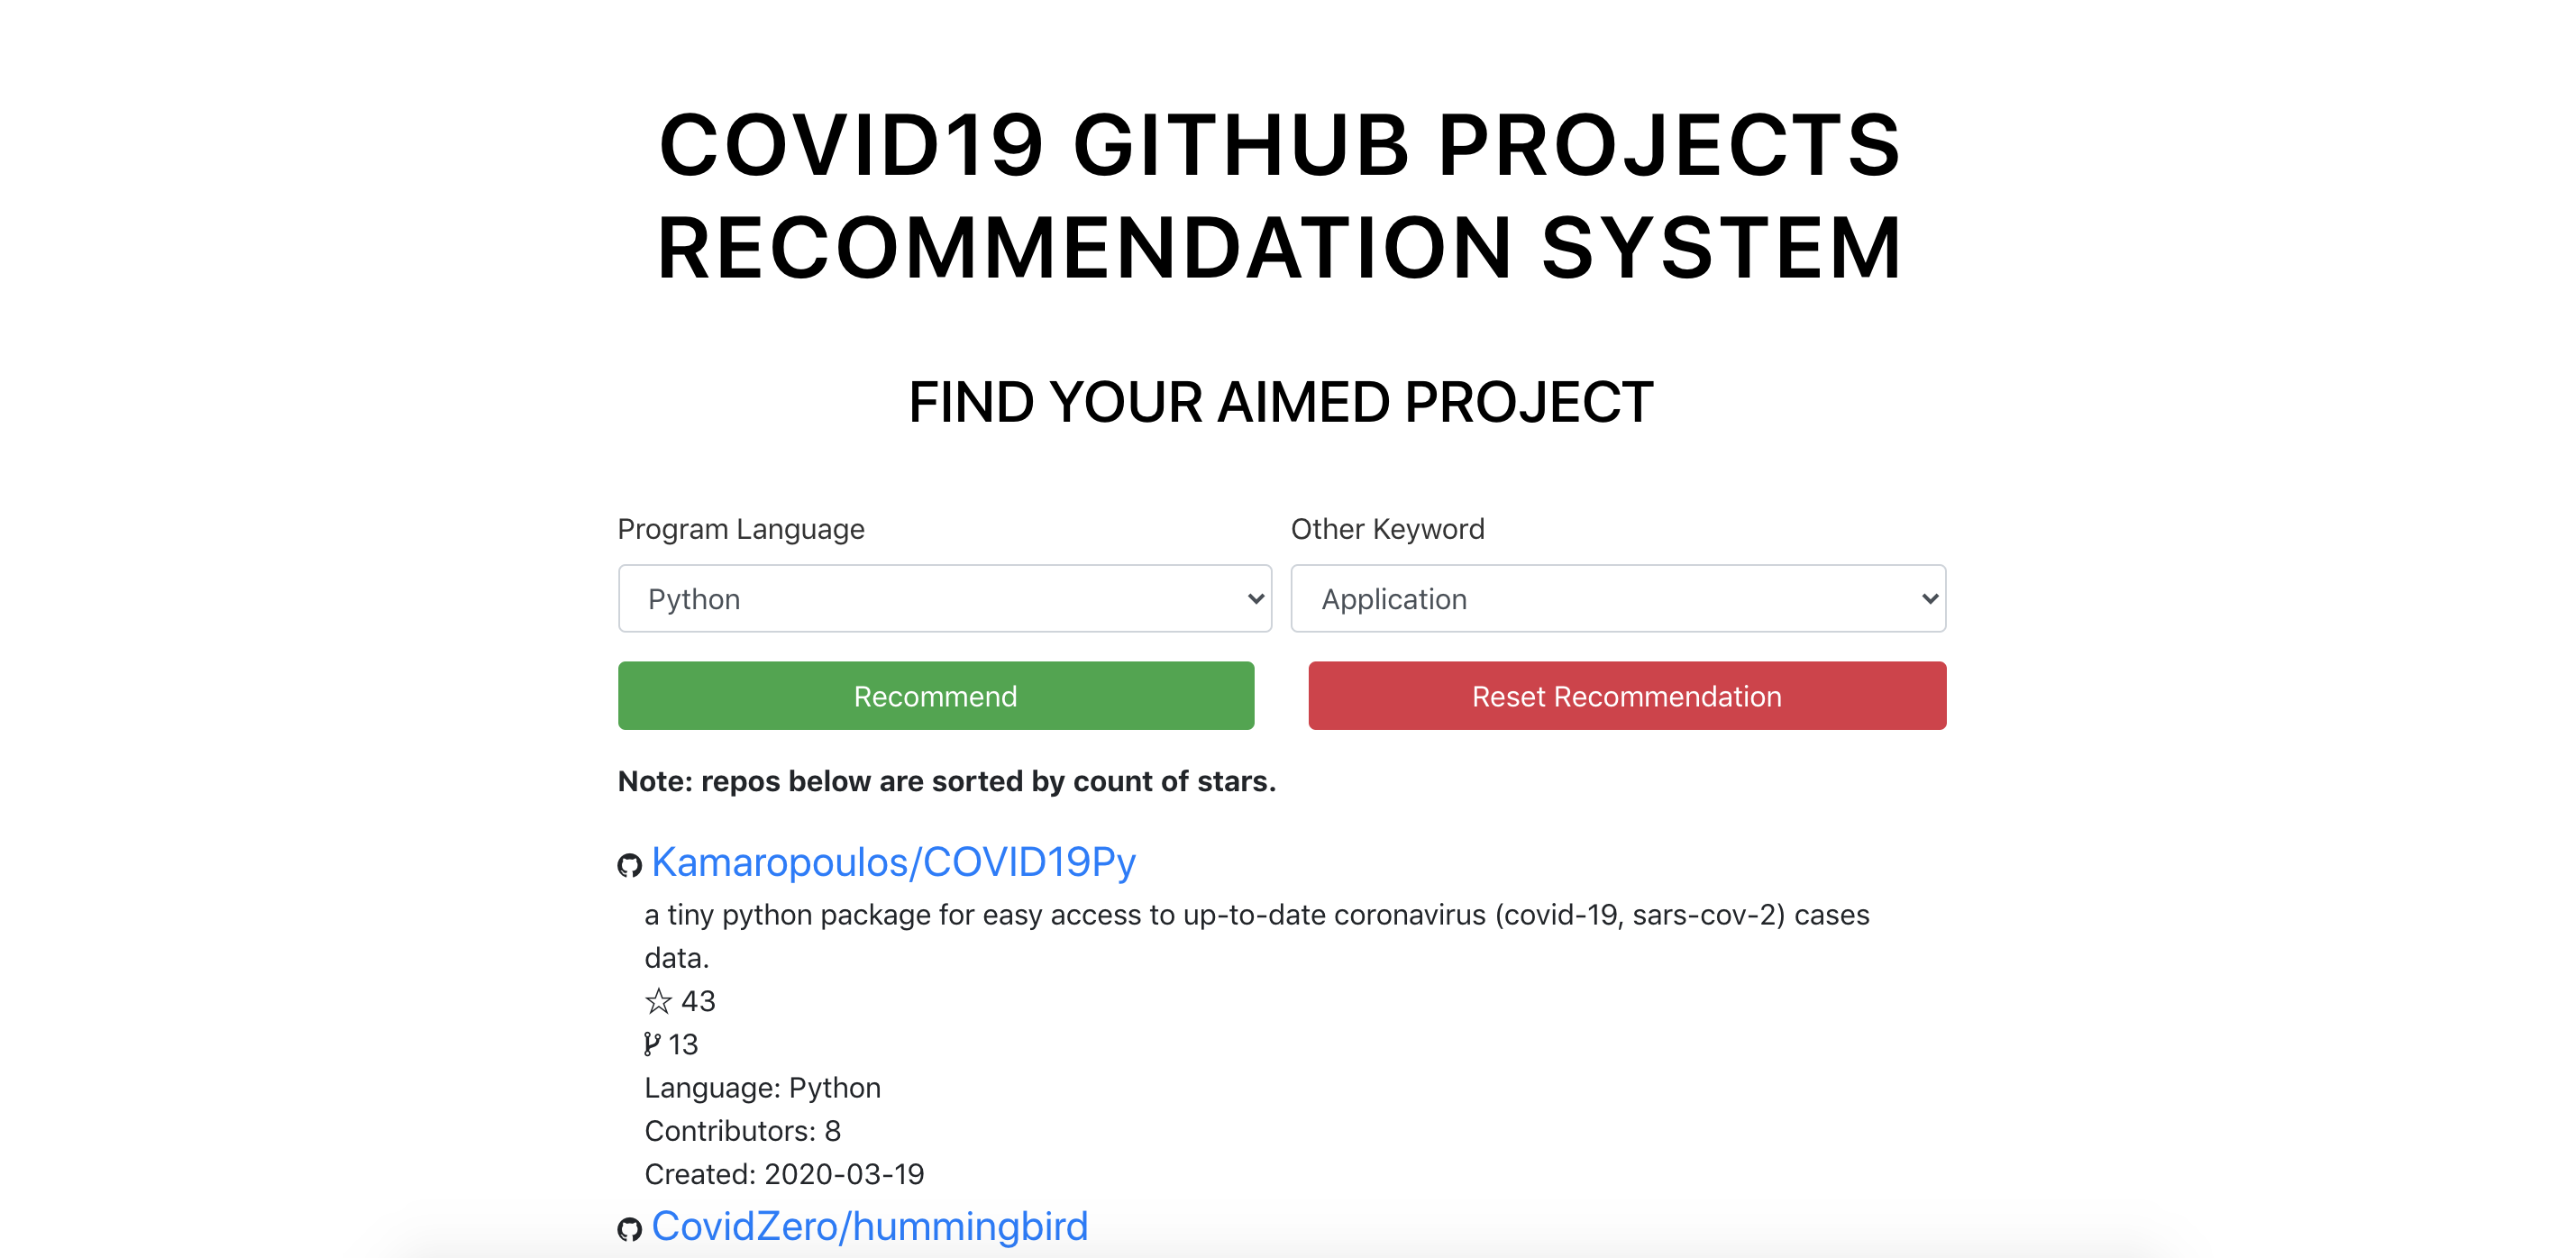 COVID19 GITHUB PROJECTS
RECOMMENDATION SYSTEM
FIND YOUR AIMED PROJECT
Program Language
Other Keyword
Python
Application
Recommend
Reset Recommendation
Note: repos below are sorted by count of stars.
Kamaropoulos/COVID19Py
a tiny python package for easy access to up-to-date coronavirus (covid-19, sars-cov-2) cases
data.
43
13
Language: Python
Contributors: 8
Created: 2020-03-19
CovidZero/hummingbird